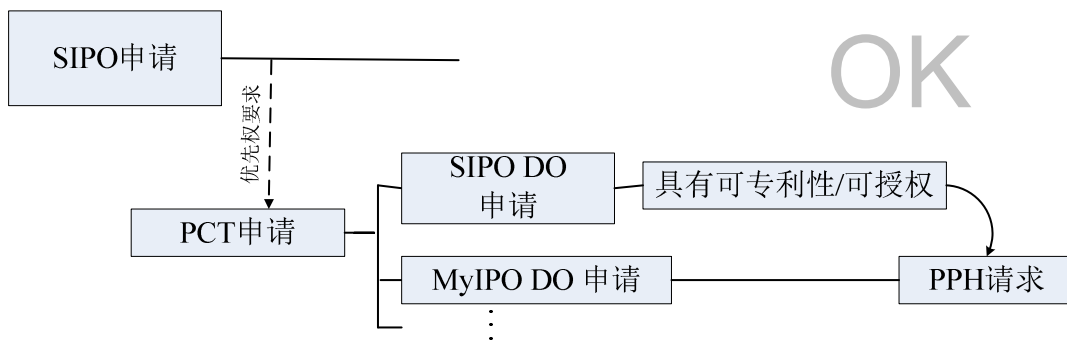 SIPO申请
OK
优先权要求
SIPO DO
申请
具有可专利性/可授权
PCT申请
MyIPO DO 申请
PPH请求